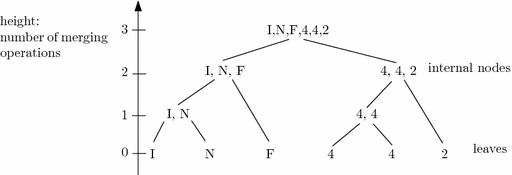 height:
number of merging
operations
3
I,N,F,4,4,2
2
I, N, F
4, 4, 2
internal nodes
1
I, N
4, 4
0
I
N
F
4
4
2
leaves